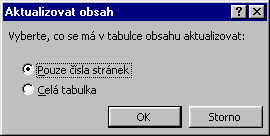 Aktualizovat obsah
Vyberte, co se má v tabulce obsahu aktualizovat:
Pouze čísla stránek
Celá tabulka
OK Storno